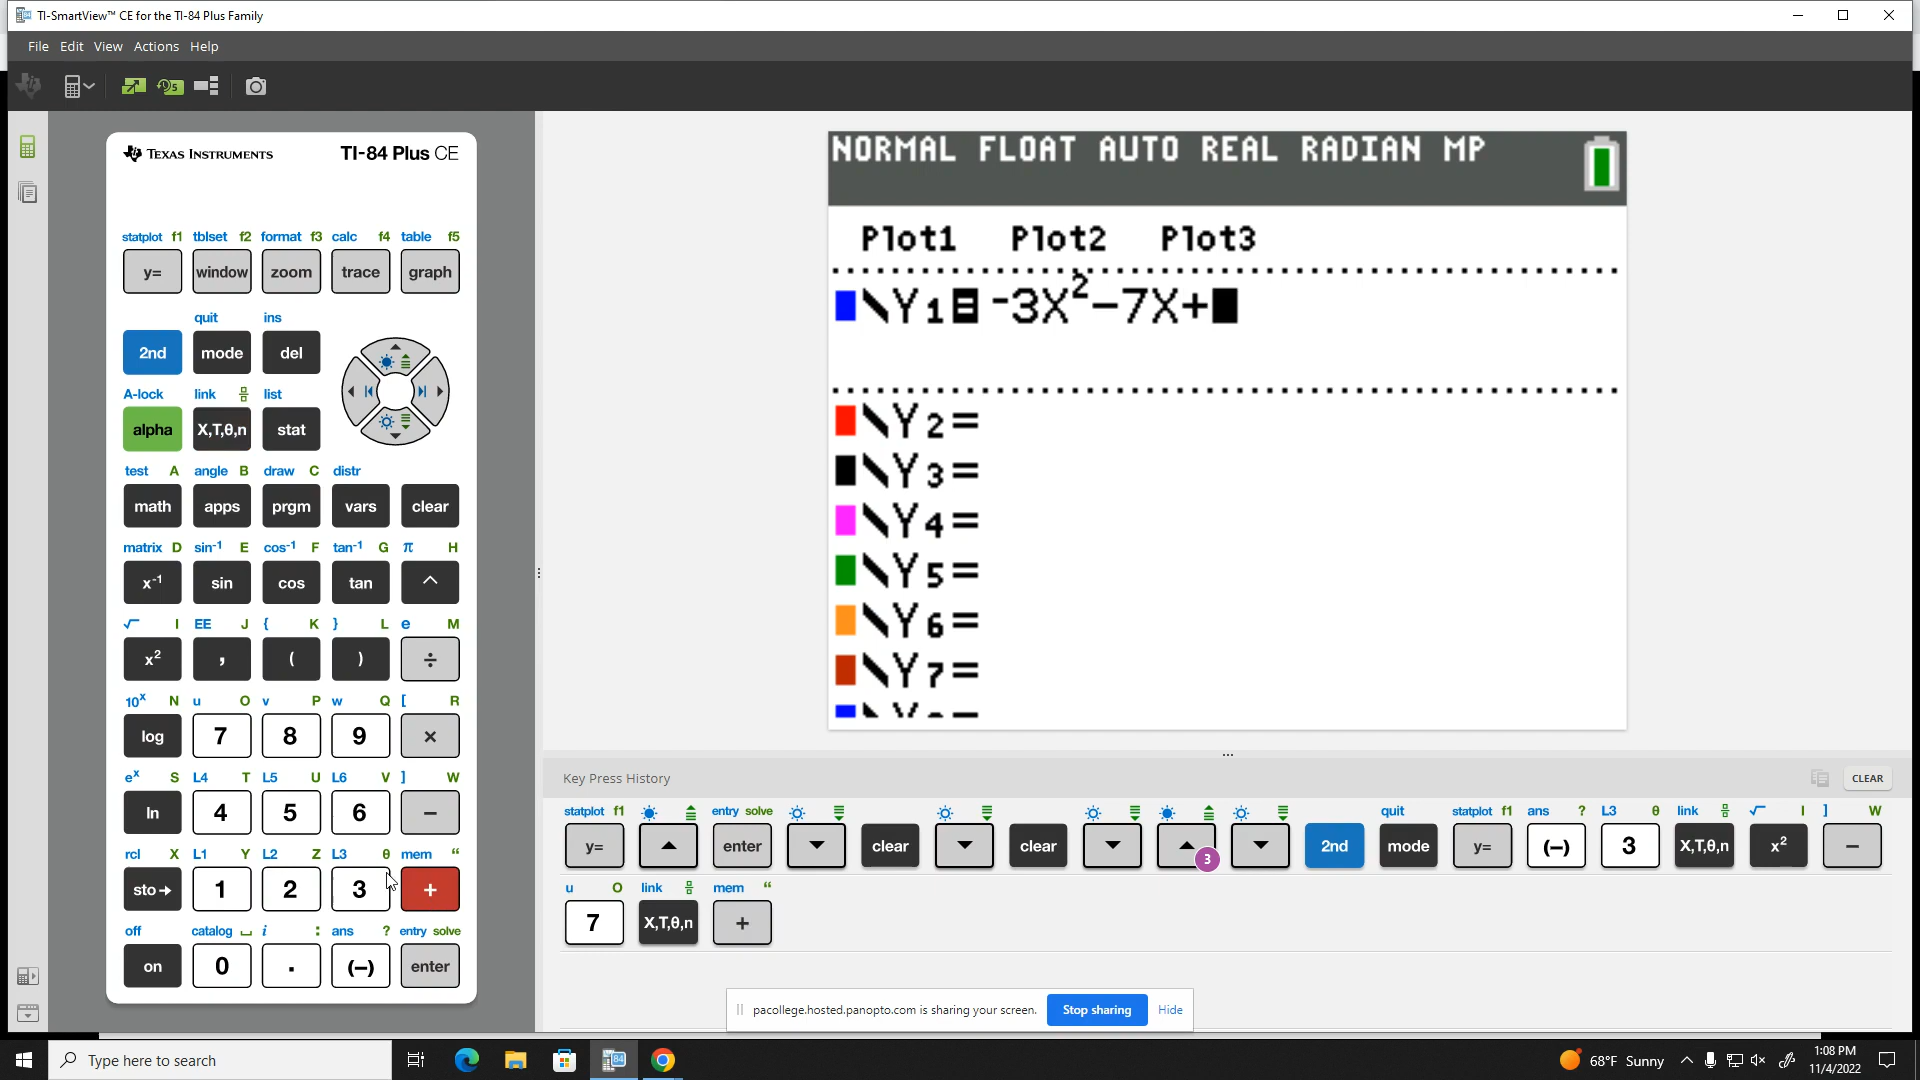 TI-SmartView™ CE for the TI-84 Plus Family
File Edit View Actions Help
TEXAS INSTRUMENTS TI-84 Plus CE
statplot f1 tblset f2 format f3 calc f4 table f5
y= window zoom trace graph
quit ins
2nd mode del
A-lock link list
alpha X,T,θ,n stat
test A angle B draw C distr
math apps prgm vars clear
matrix D sin-1 E cos-1 F tan-1 G π H
x-1 sin cos tan ^
√ I EE J { K } L e M
x² , ( ) ÷
10x N u O v P w Q [ R
log 7 8 9 ×
ex S L4 T L5 U L6 V ] W
ln 4 5 6 −
rcl X L1 Y L2 Z L3 θ mem “
sto→ 1 2 3 +
off catalog ⎵ i : ans ? entry solve
on 0 . (−) enter
NORMAL FLOAT AUTO REAL RADIAN MP
Plot1 Plot2 Plot3
\Y1=-3X²-7X+
\Y2=
\Y3=
\Y4=
\Y5=
\Y6=
\Y7=
Key Press History
CLEAR
statplot f1 entry solve quit statplot f1 ans ? L3 θ link √ I ] W
y= enter clear clear 3 2nd mode y= (−) 3 X,T,θ,n x² −
u O link mem “
7 X,T,θ,n +
pacollege.hosted.panopto.com is sharing your screen. Stop sharing Hide
Type here to search
84
68°F Sunny
1:08 PM
11/4/2022